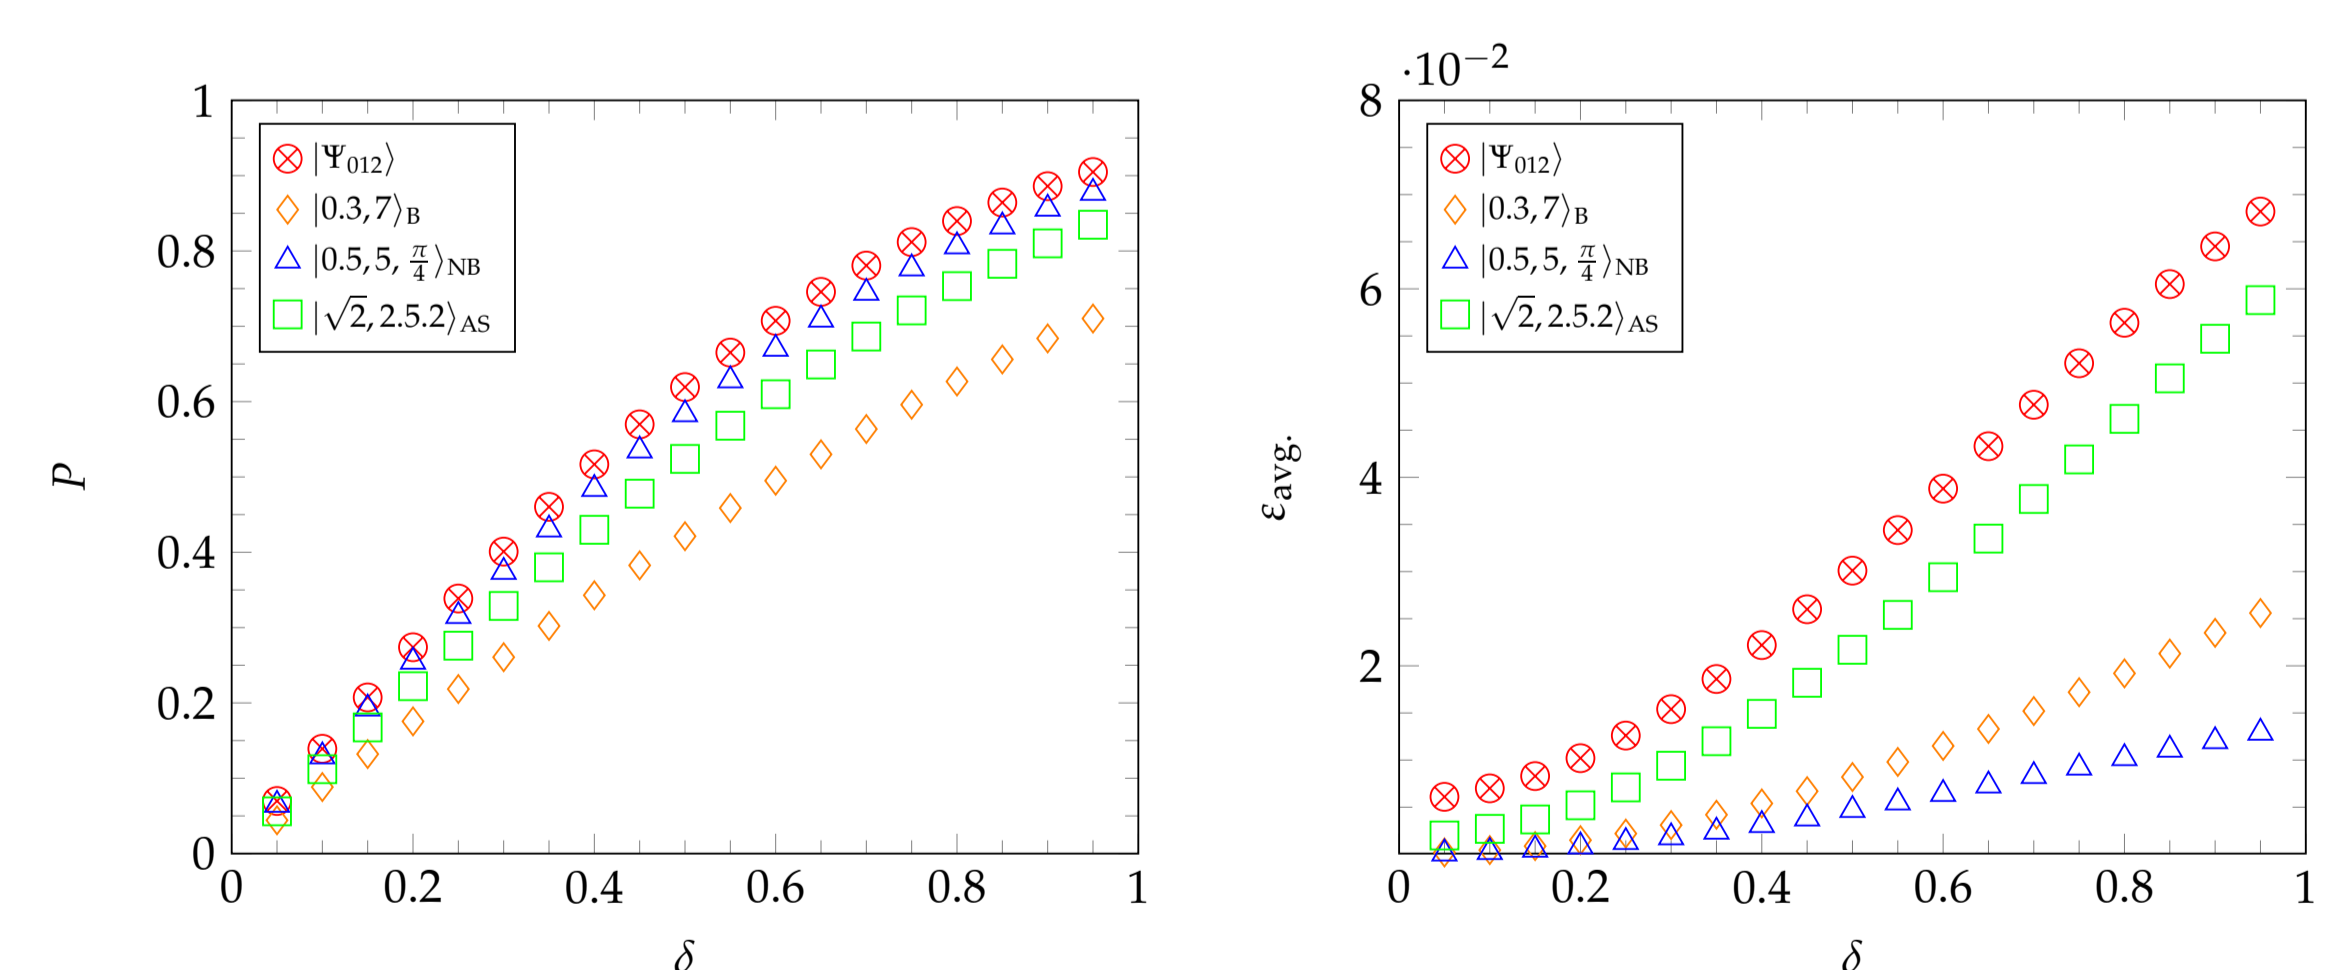 1
0.8
0.6
0.4
0.2
0
P
|Ψ012⟩
|0.3, 7⟩B
|0.5, 5, π/4⟩NB
|√2, 2.5.2⟩AS
0 0.2 0.4 0.6 0.8 1
δ
·10−2
8
6
4
2
εavg.
|Ψ012⟩
|0.3, 7⟩B
|0.5, 5, π/4⟩NB
|√2, 2.5.2⟩AS
0 0.2 0.4 0.6 0.8 1
δ